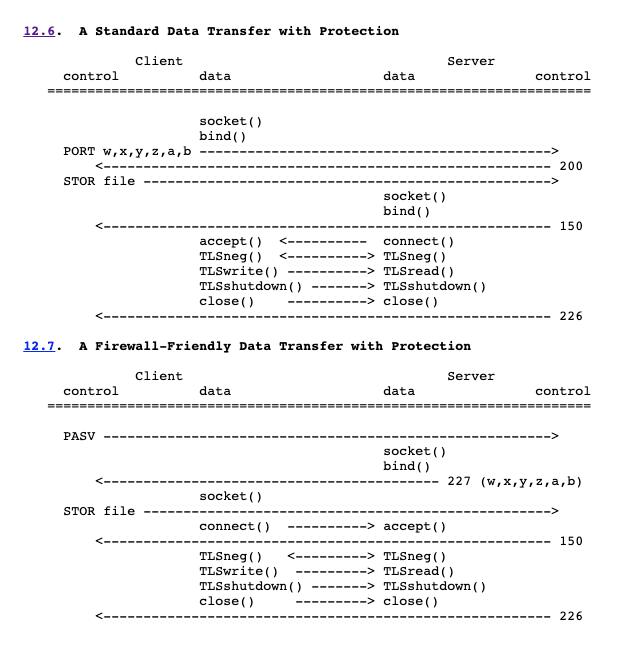 12.6.  A Standard Data Transfer with Protection
              Client                                 Server
     control          data                   data               control
   ====================================================================
                      socket()
                      bind()
     PORT w,x,y,z,a,b -------------------------------------------->
         <-------------------------------------------------------- 200
     STOR file --------------------------------------------------->
                                             socket()
                                             bind()
         <-------------------------------------------------------- 150
                      accept()  <----------  connect()
                      TLSneg()  <----------> TLSneg()
                      TLSwrite() ----------> TLSread()
                      TLSshutdown() -------> TLSshutdown()
                      close()    ----------> close()
         <-------------------------------------------------------- 226
12.7.  A Firewall-Friendly Data Transfer with Protection
              Client                                 Server
     control          data                   data               control
   ====================================================================
     PASV -------------------------------------------------------->
                                             socket()
                                             bind()
         <------------------------------------------ 227 (w,x,y,z,a,b)
                      socket()
     STOR file --------------------------------------------------->
                      connect()  ----------> accept()
         <-------------------------------------------------------- 150
                      TLSneg()   <---------> TLSneg()
                      TLSwrite()  ---------> TLSread()
                      TLSshutdown() -------> TLSshutdown()
                      close()     ---------> close()
         <-------------------------------------------------------- 226